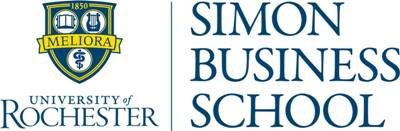 1850
MELIORA
UNIVERSITY of
ROCHESTER
SIMON
BUSINESS
SCHOOL